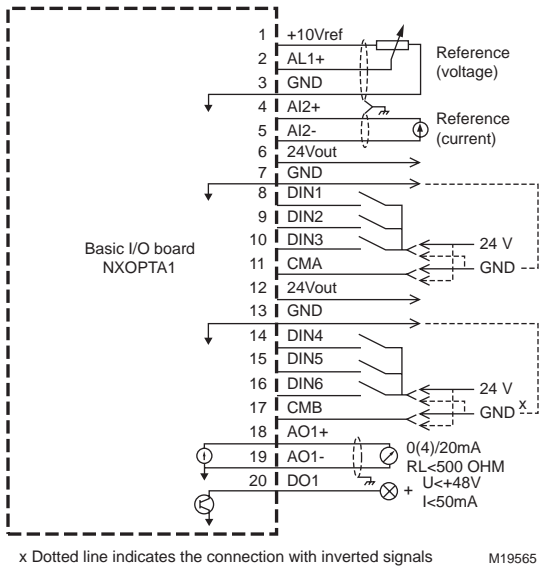 1 +10Vref
2 AL1+
Reference
(voltage)
3 GND
4 AI2+
Reference
(current)
5 AI2-
6 24Vout
7 GND
8 DIN1
9 DIN2
10 DIN3
24 V
Basic I/O board
NXOPTA1
11 CMA
GND
12 24Vout
13 GND
14 DIN4
15 DIN5
16 DIN6
24 V
17 CMB
GND x
18 AO1+
0(4)/20mA
19 AO1-
RL<500 OHM
20 DO1
+ U<+48V
I<50mA
x Dotted line indicates the connection with inverted signals
M19565